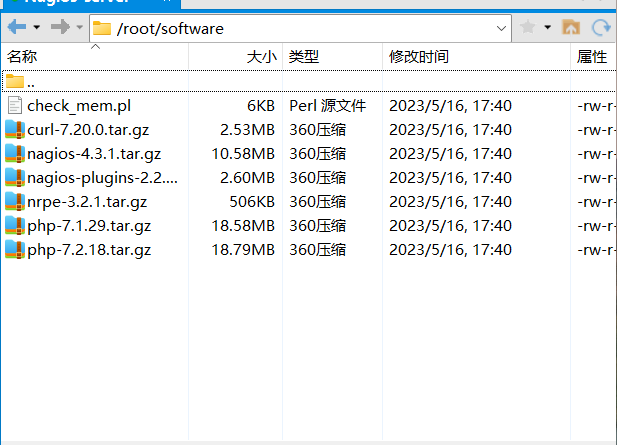 Nagios-server
/root/software
名称 大小 类型 修改时间 属性
..
check_mem.pl 6KB Perl 源文件 2023/5/16, 17:40 -rw-r-
curl-7.20.0.tar.gz 2.53MB 360压缩 2023/5/16, 17:40 -rw-r-
nagios-4.3.1.tar.gz 10.58MB 360压缩 2023/5/16, 17:40 -rw-r-
nagios-plugins-2.2.... 2.60MB 360压缩 2023/5/16, 17:40 -rw-r-
nrpe-3.2.1.tar.gz 506KB 360压缩 2023/5/16, 17:40 -rw-r-
php-7.1.29.tar.gz 18.58MB 360压缩 2023/5/16, 17:40 -rw-r-
php-7.2.18.tar.gz 18.79MB 360压缩 2023/5/16, 17:40 -rw-r-